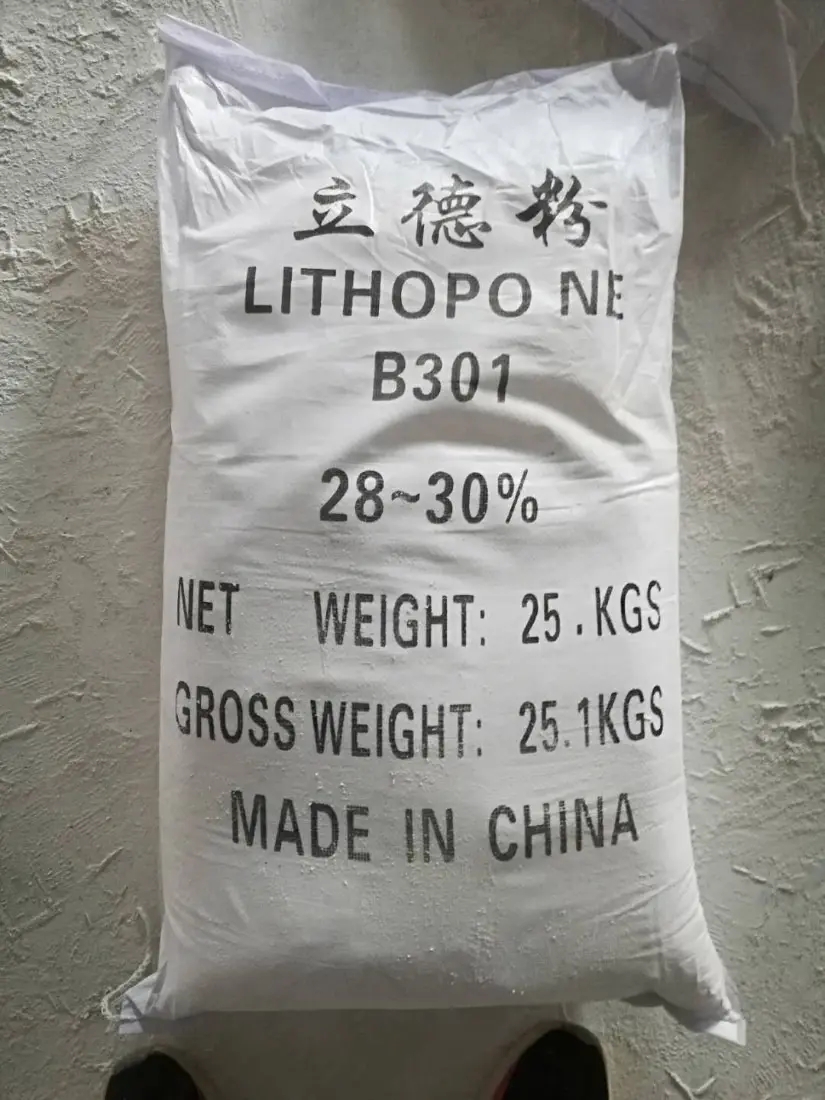 立德粉
LITHOPO NE
B301
28~30%
NET WEIGHT: 25.KGS
GROSS WEIGHT: 25.1KGS
MADE IN CHINA